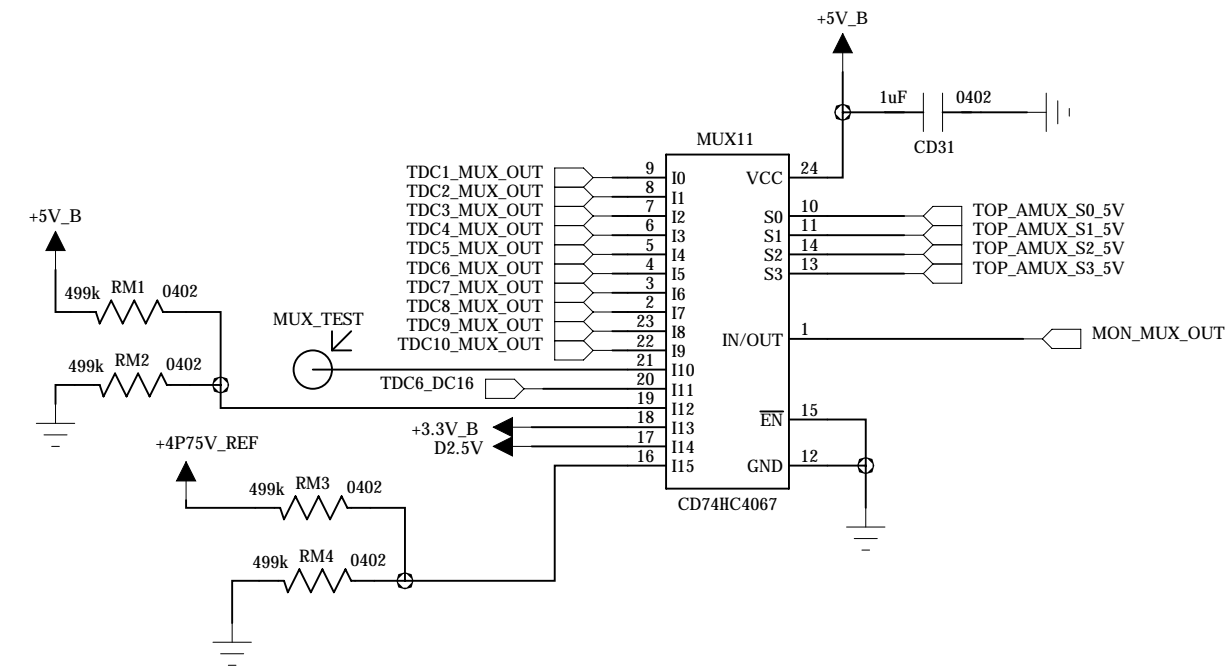 +5V_B
1uF 0402
CD31
MUX11
TDC1_MUX_OUT 9 I0 VCC 24
TDC2_MUX_OUT 8 I1
TDC3_MUX_OUT 7 I2 S0 10 TOP_AMUX_S0_5V
TDC4_MUX_OUT 6 I3 S1 11 TOP_AMUX_S1_5V
TDC5_MUX_OUT 5 I4 S2 14 TOP_AMUX_S2_5V
TDC6_MUX_OUT 4 I5 S3 13 TOP_AMUX_S3_5V
TDC7_MUX_OUT 3 I6
TDC8_MUX_OUT 2 I7
TDC9_MUX_OUT 23 I8
TDC10_MUX_OUT 22 I9 IN/OUT 1 MON_MUX_OUT
MUX_TEST 21 I10
TDC6_DC16 20 I11
19 I12 EN 15
+3.3V_B 18 I13
D2.5V 17 I14
16 I15 GND 12
CD74HC4067
+5V_B
499k RM1 0402
499k RM2 0402
+4P75V_REF
499k RM3 0402
499k RM4 0402